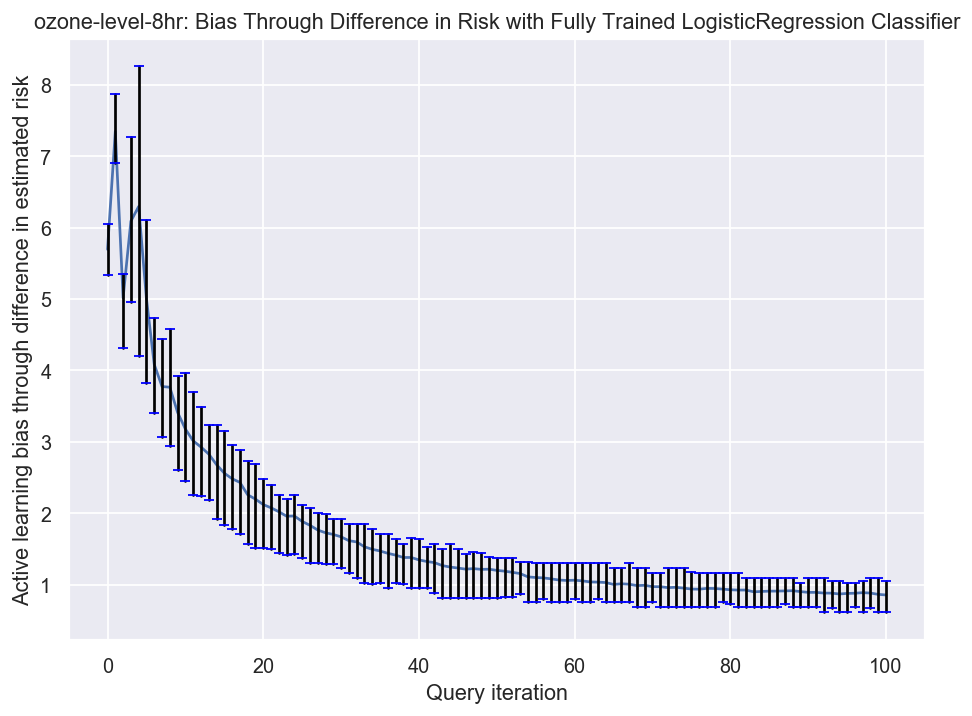 ozone-level-8hr: Bias Through Difference in Risk with Fully Trained LogisticRegression Classifier
Active learning bias through difference in estimated risk
8
7
6
5
4
3
2
1
0 20 40 60 80 100
Query iteration